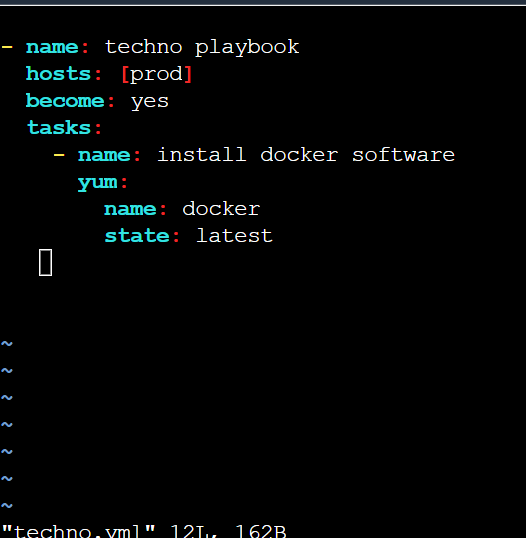 - name: techno playbook
  hosts: [prod]
  become: yes
  tasks:
    - name: install docker software
      yum:
        name: docker
        state: latest
~
~
~
~
~
~
~
"techno.yml" 12L, 162B